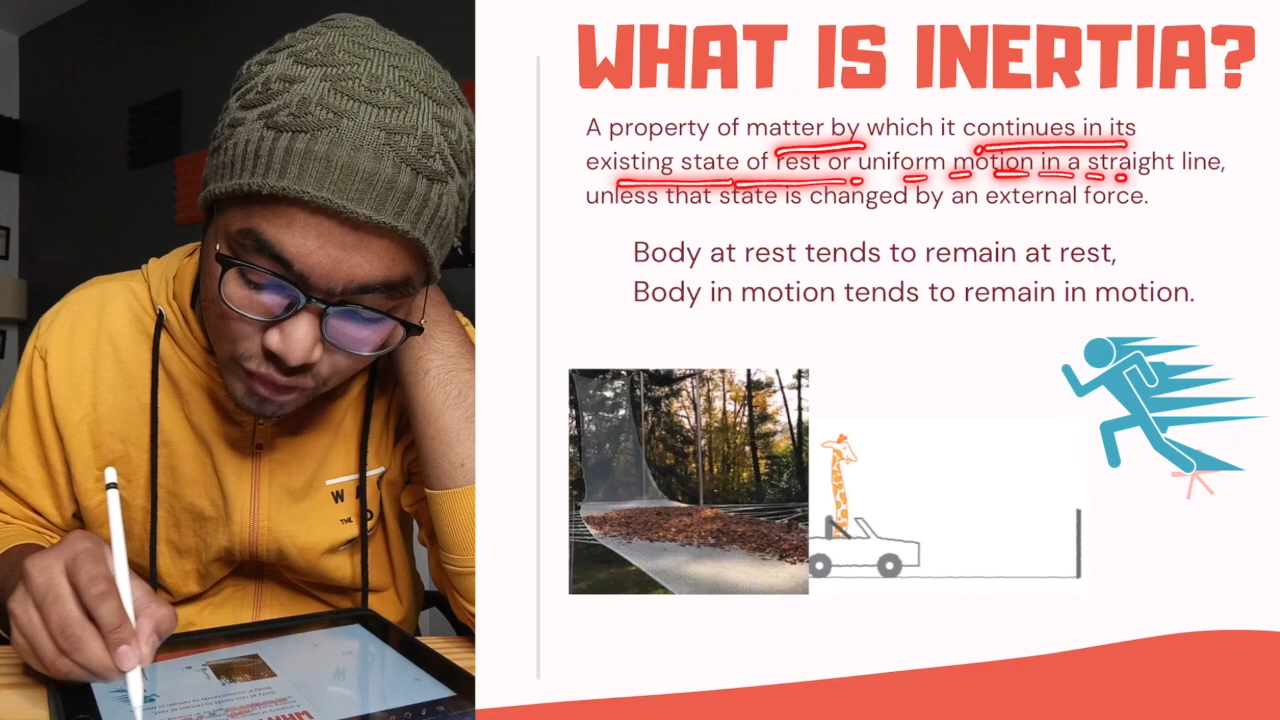 WHAT IS INERTIA?
A property of matter by which it continues in its
existing state of rest or uniform motion in a straight line,
unless that state is changed by an external force.
Body at rest tends to remain at rest,
Body in motion tends to remain in motion.
THE